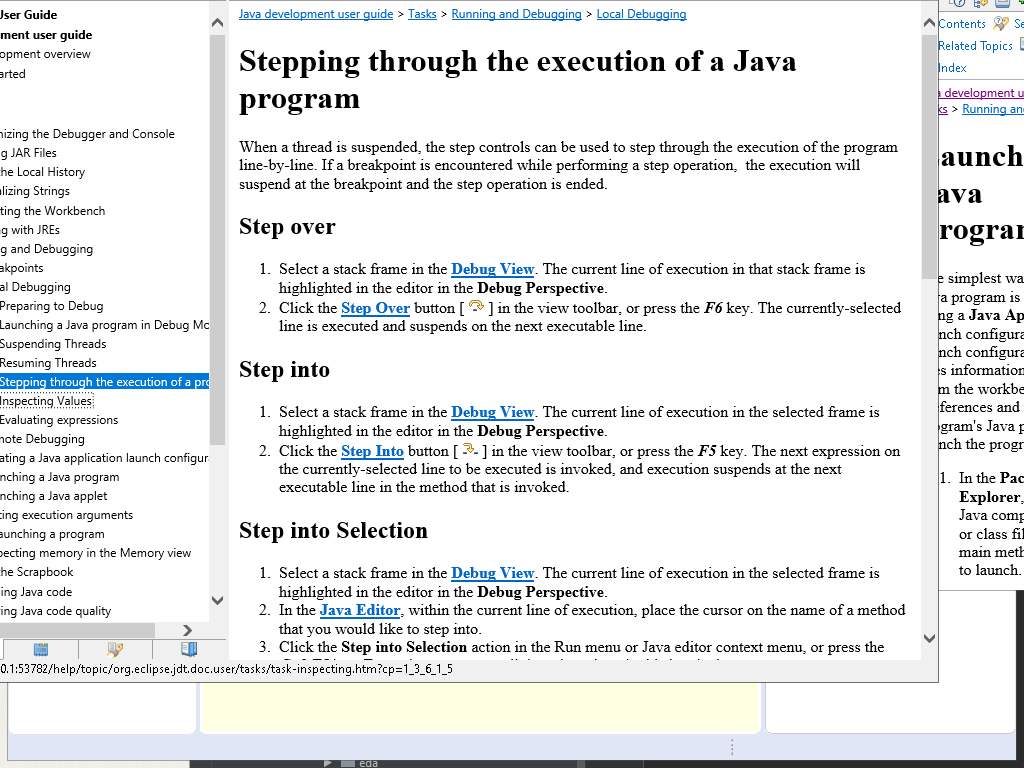 User Guide
ment user guide
opment overview
arted
nizing the Debugger and Console
g JAR Files
he Local History
alizing Strings
ting the Workbench
ng with JREs
g and Debugging
akpoints
al Debugging
Preparing to Debug
Launching a Java program in Debug Mo
Suspending Threads
Resuming Threads
Stepping through the execution of a pro
Inspecting Values
Evaluating expressions
mote Debugging
ating a Java application launch configura
nching a Java program
nching a Java applet
ting execution arguments
aunching a program
pecting memory in the Memory view
he Scrapbook
ing Java code
ving Java code quality
0.1:53782/help/topic/org.eclipse.jdt.doc.user/tasks/task-inspecting.htm?cp=1_3_6_1_5
Java development user guide > Tasks > Running and Debugging > Local Debugging
Stepping through the execution of a Java
program
When a thread is suspended, the step controls can be used to step through the execution of the program
line-by-line. If a breakpoint is encountered while performing a step operation,  the execution will
suspend at the breakpoint and the step operation is ended.
Step over
1. Select a stack frame in the Debug View. The current line of execution in that stack frame is
highlighted in the editor in the Debug Perspective.
2. Click the Step Over button [ ] in the view toolbar, or press the F6 key. The currently-selected
line is executed and suspends on the next executable line.
Step into
1. Select a stack frame in the Debug View. The current line of execution in the selected frame is
highlighted in the editor in the Debug Perspective.
2. Click the Step Into button [ ] in the view toolbar, or press the F5 key. The next expression on
the currently-selected line to be executed is invoked, and execution suspends at the next
executable line in the method that is invoked.
Step into Selection
1. Select a stack frame in the Debug View. The current line of execution in the selected frame is
highlighted in the editor in the Debug Perspective.
2. In the Java Editor, within the current line of execution, place the cursor on the name of a method
that you would like to step into.
3. Click the Step into Selection action in the Run menu or Java editor context menu, or press the
Contents Se
Related Topics
Index
a development u
ks > Running an
aunch
ava
rogram
e simplest wa
va program is
ng a Java Ap
nch configura
nch configura
es information
m the workbe
ferences and
ogram's Java p
nch the progr
1. In the Pac
Explorer,
Java comp
or class fil
main meth
to launch.
eda